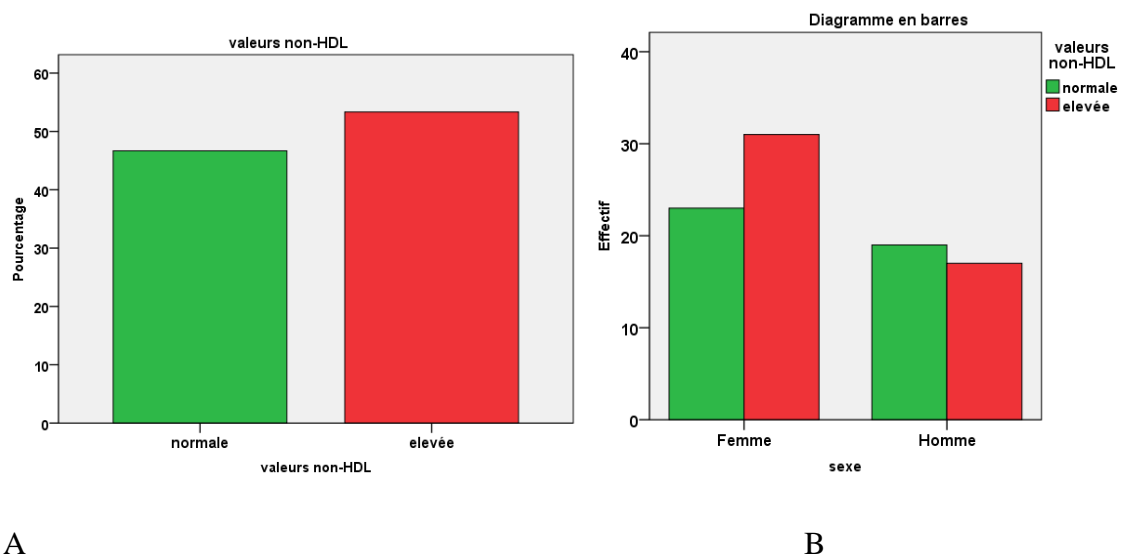 valeurs non-HDL
60
50
40
30
20
10
0
Pourcentage
normale
elevée
valeurs non-HDL
A
Diagramme en barres
40
30
20
10
0
Effectif
Femme
Homme
sexe
valeurs
non-HDL
normale
elevée
B